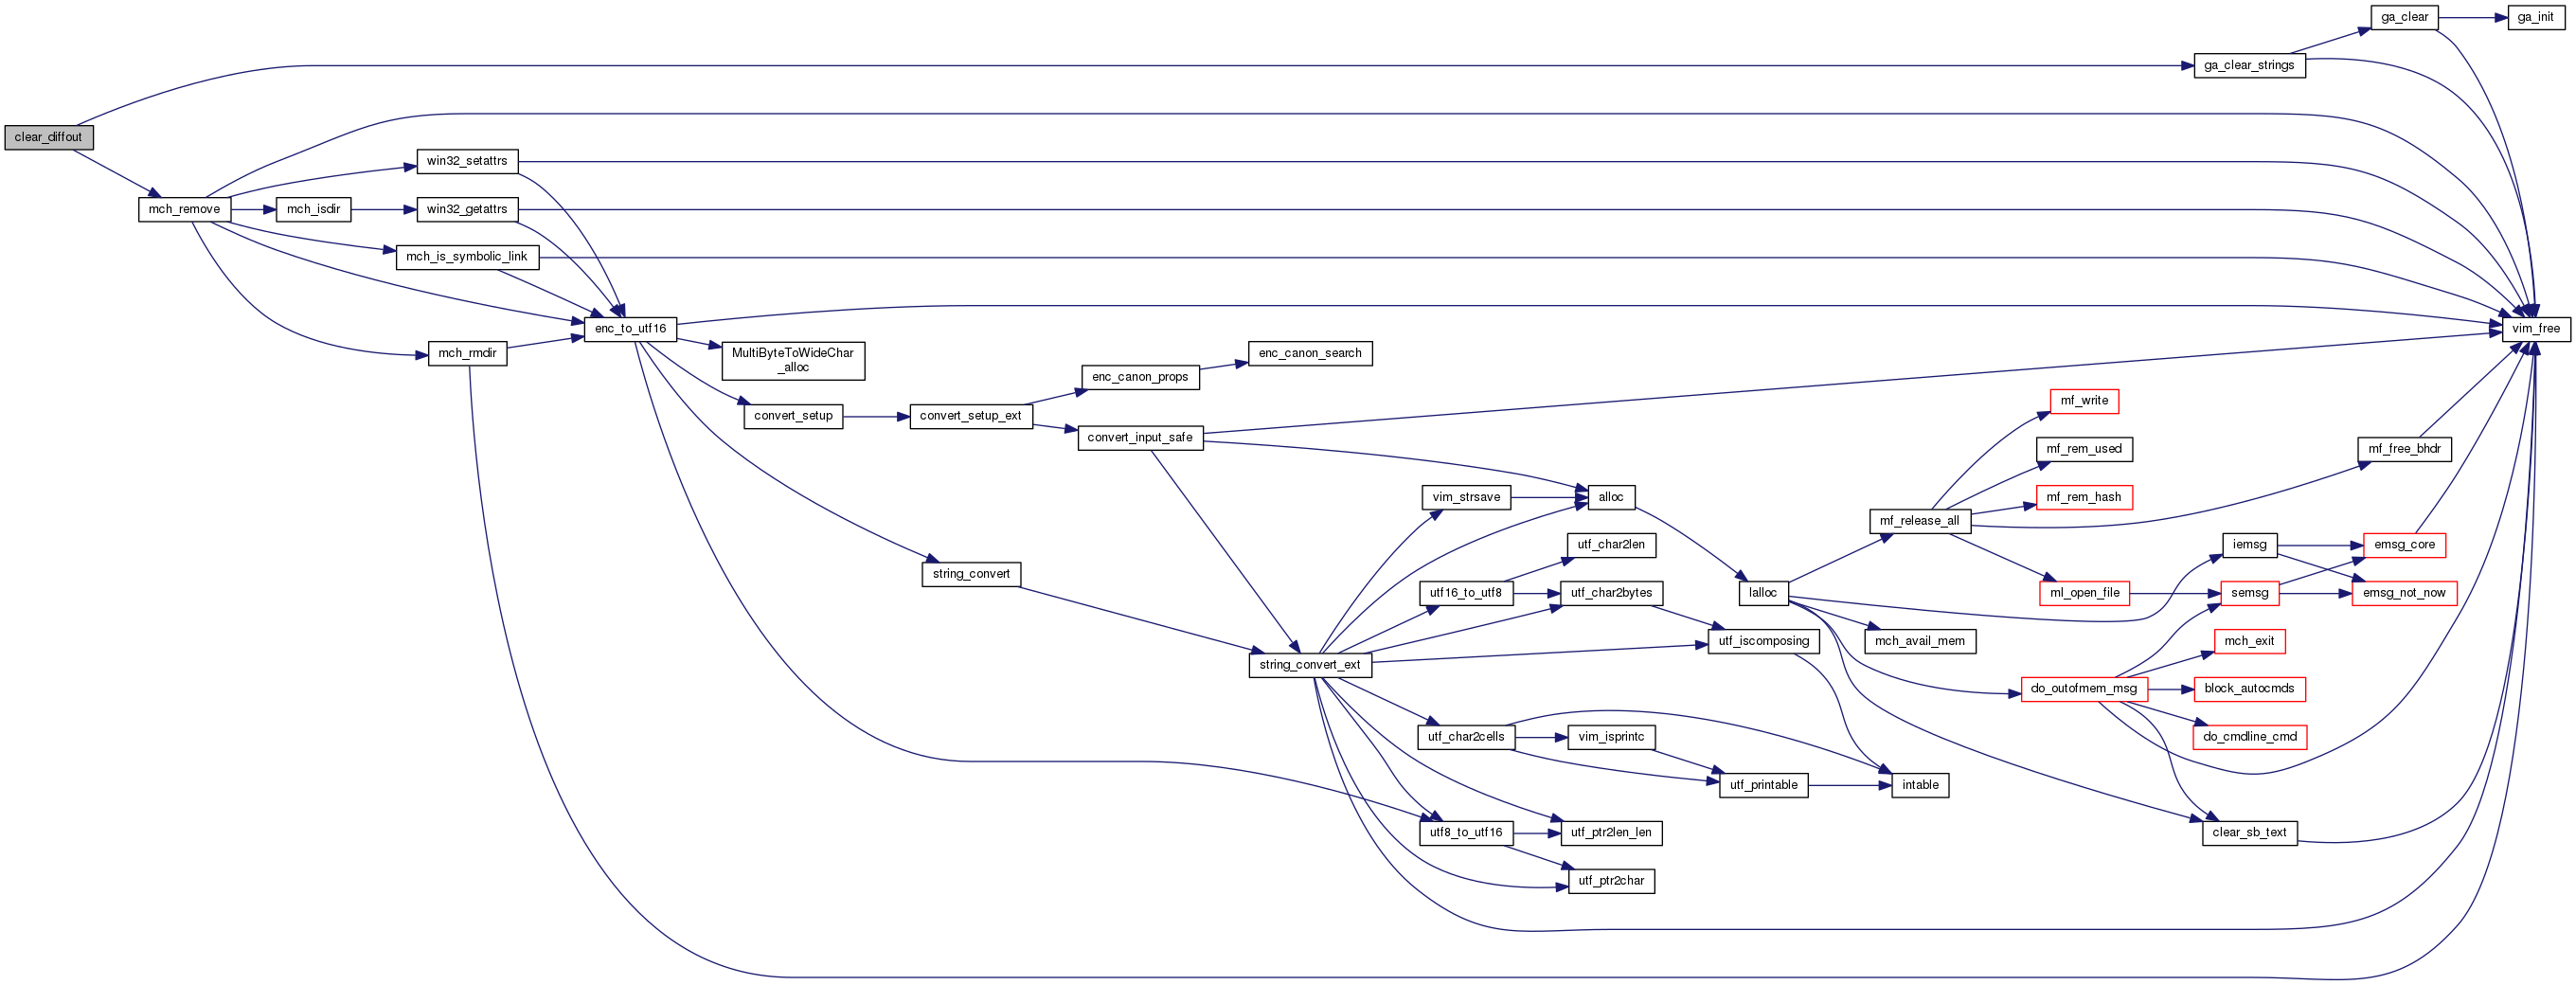 ga_clear
ga_init
ga_clear_strings
clear_diffout
win32_setattrs
mch_remove
mch_isdir
win32_getattrs
mch_is_symbolic_link
enc_to_utf16
vim_free
mch_rmdir
MultiByteToWideChar
_alloc
enc_canon_search
enc_canon_props
convert_setup
convert_setup_ext
convert_input_safe
mf_write
mf_rem_used
mf_free_bhdr
vim_strsave
alloc
mf_rem_hash
mf_release_all
utf_char2len
iemsg
emsg_core
string_convert
utf16_to_utf8
utf_char2bytes
lalloc
ml_open_file
semsg
emsg_not_now
utf_iscomposing
mch_avail_mem
mch_exit
string_convert_ext
do_outofmem_msg
block_autocmds
utf_char2cells
vim_isprintc
do_cmdline_cmd
utf_printable
intable
utf8_to_utf16
utf_ptr2len_len
clear_sb_text
utf_ptr2char